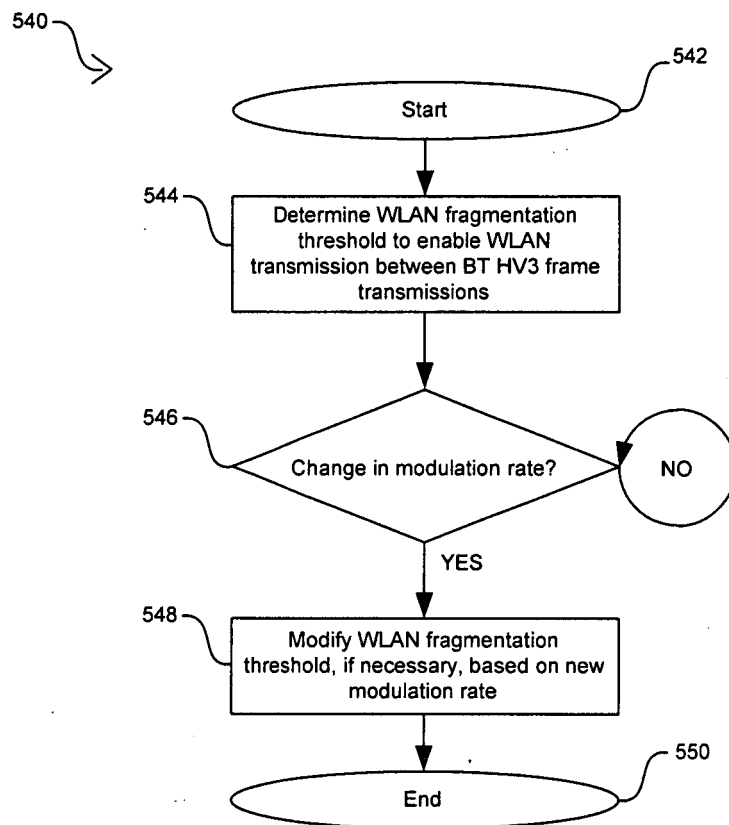 540
542
Start
544
Determine WLAN fragmentation
threshold to enable WLAN
transmission between BT HV3 frame
transmissions
546
Change in modulation rate?
NO
YES
548
Modify WLAN fragmentation
threshold, if necessary, based on new
modulation rate
550
End